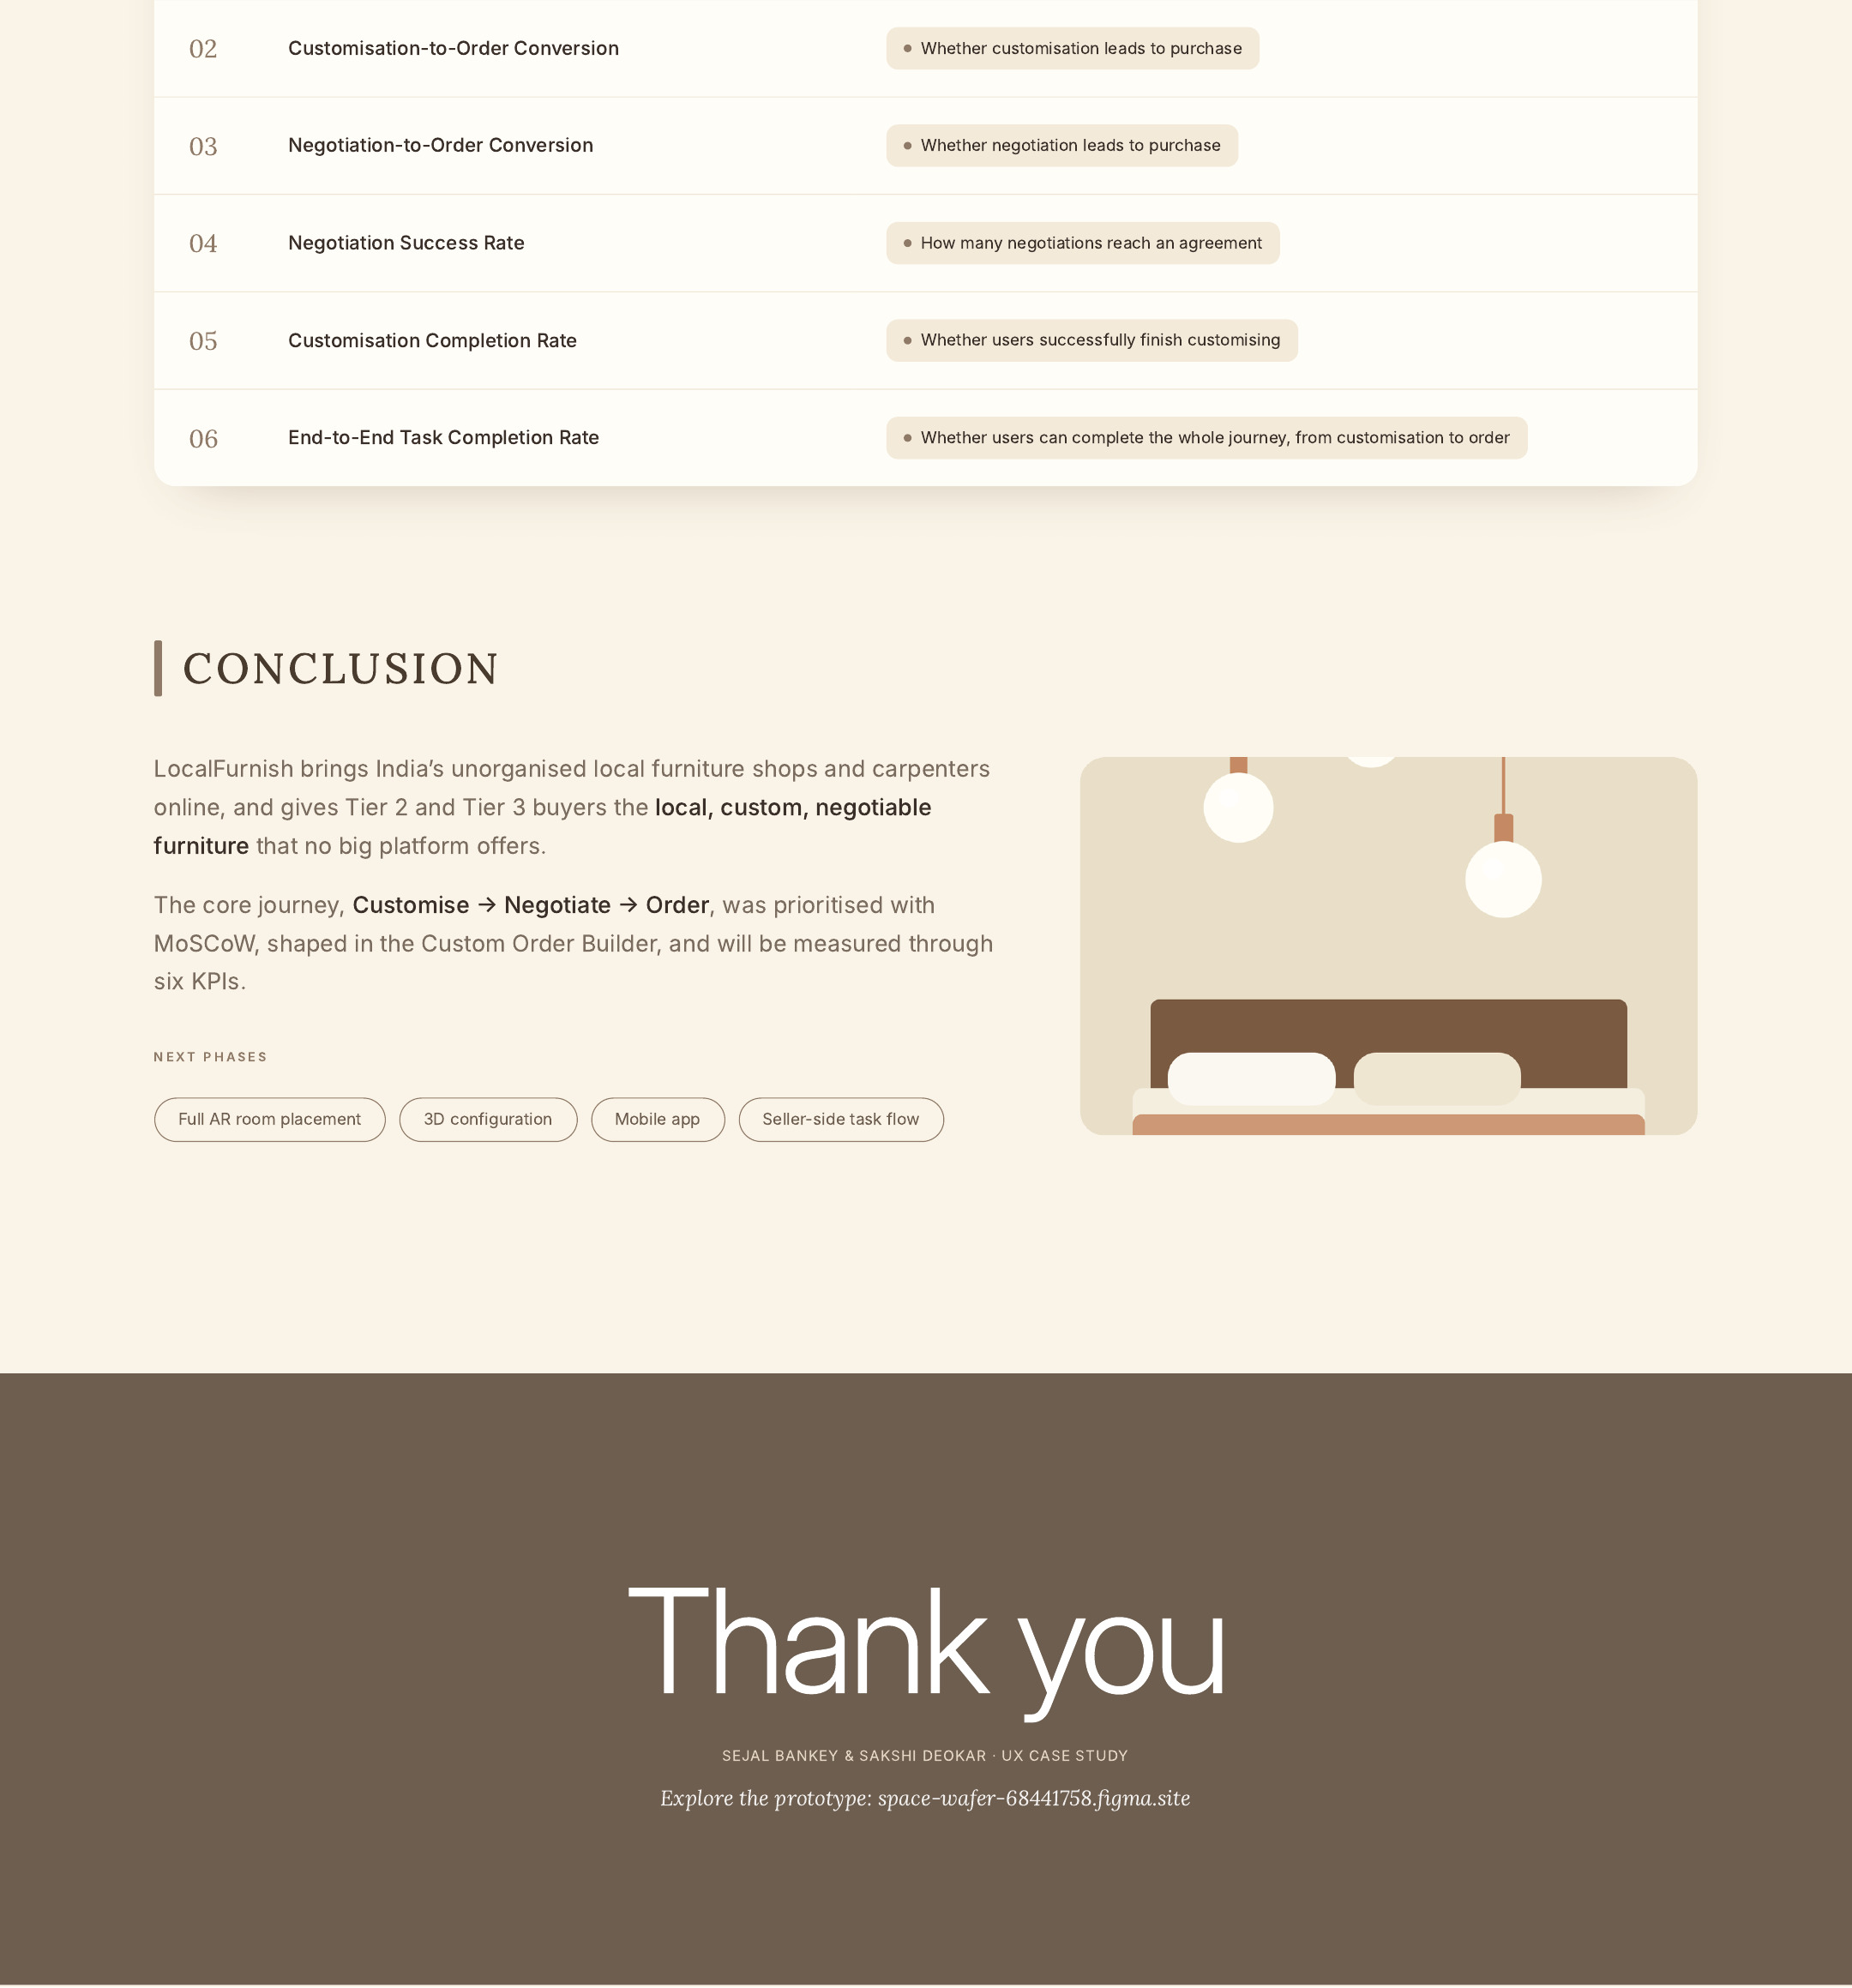 02 Customisation-to-Order Conversion Whether customisation leads to purchase
03 Negotiation-to-Order Conversion Whether negotiation leads to purchase
04 Negotiation Success Rate How many negotiations reach an agreement
05 Customisation Completion Rate Whether users successfully finish customising
06 End-to-End Task Completion Rate Whether users can complete the whole journey, from customisation to order
CONCLUSION
LocalFurnish brings India’s unorganised local furniture shops and carpenters
online, and gives Tier 2 and Tier 3 buyers the local, custom, negotiable
furniture that no big platform offers.
The core journey, Customise → Negotiate → Order, was prioritised with
MoSCoW, shaped in the Custom Order Builder, and will be measured through
six KPIs.
NEXT PHASES
Full AR room placement 3D configuration Mobile app Seller-side task flow
Thank you
SEJAL BANKEY & SAKSHI DEOKAR · UX CASE STUDY
Explore the prototype: space-wafer-68441758.figma.site